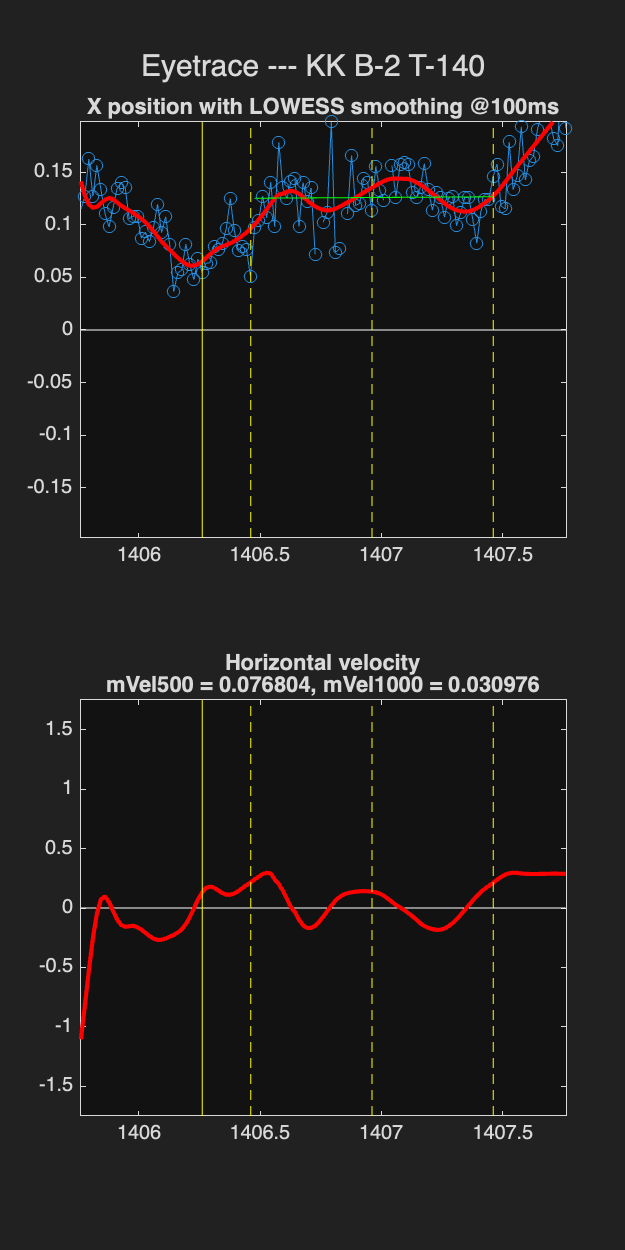 Eyetrace --- KK B-2 T-140
X position with LOWESS smoothing @100ms
0.15
0.1
0.05
0
-0.05
-0.1
-0.15
1406 1406.5 1407 1407.5
Horizontal velocity
mVel500 = 0.076804, mVel1000 = 0.030976
1.5
1
0.5
0
-0.5
-1
-1.5
1406 1406.5 1407 1407.5